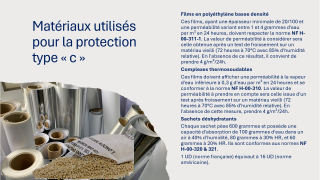 Matériaux utilisés
pour la protection
type « c »
Films en polyéthylène basse densité
Ces films, ayant une épaisseur minimale de 20/100 et
une perméabilité variant entre 1 et 5 grammes d'eau
par m² en 24 heures, doivent respecter la norme NF H-
00-311-1. La valeur de perméabilité à considérer sera
celle obtenue après un test de froissement sur un
matériau vieilli (72 heures à 70°C avec 85% d'humidité
relative). En l'absence de ce résultat, il convient de
prendre 4 g/m²/24h.
Complexes thermosoudables
Ces films doivent afficher une perméabilité à la vapeur
d'eau inférieure à 0,3 g d'eau par m² en 24 heures et se
conformer à la norme NF H-00-310. La valeur de
perméabilité à prendre en compte sera celle issue d'un
test après froissement sur un matériau vieilli (72
heures à 70°C avec 85% d'humidité relative). En
l'absence de cette mesure, prendre 4 g/m²/24h.
Sachets déshydratants
Chaque sachet pèse 600 grammes et possède une
capacité d'absorption de 100 grammes d'eau dans un
air à 40% d'humidité, 80 grammes à 30% HR, et 60
grammes à 20% HR. Ils sont conformes aux normes NF
H-00-320 & 321.
1 UD (norme française) équivaut à 16 UD (norme
américaine).